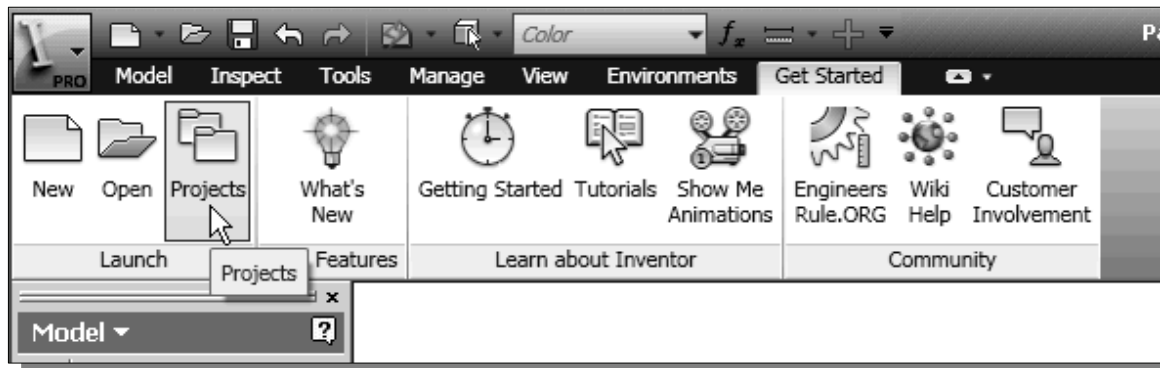 Color fx Pa
PRO Model Inspect Tools Manage View Environments Get Started
New Open Projects What's New Getting Started Tutorials Show Me Animations Engineers Rule.ORG Wiki Help Customer Involvement
Launch Features Learn about Inventor Community
Projects
Model